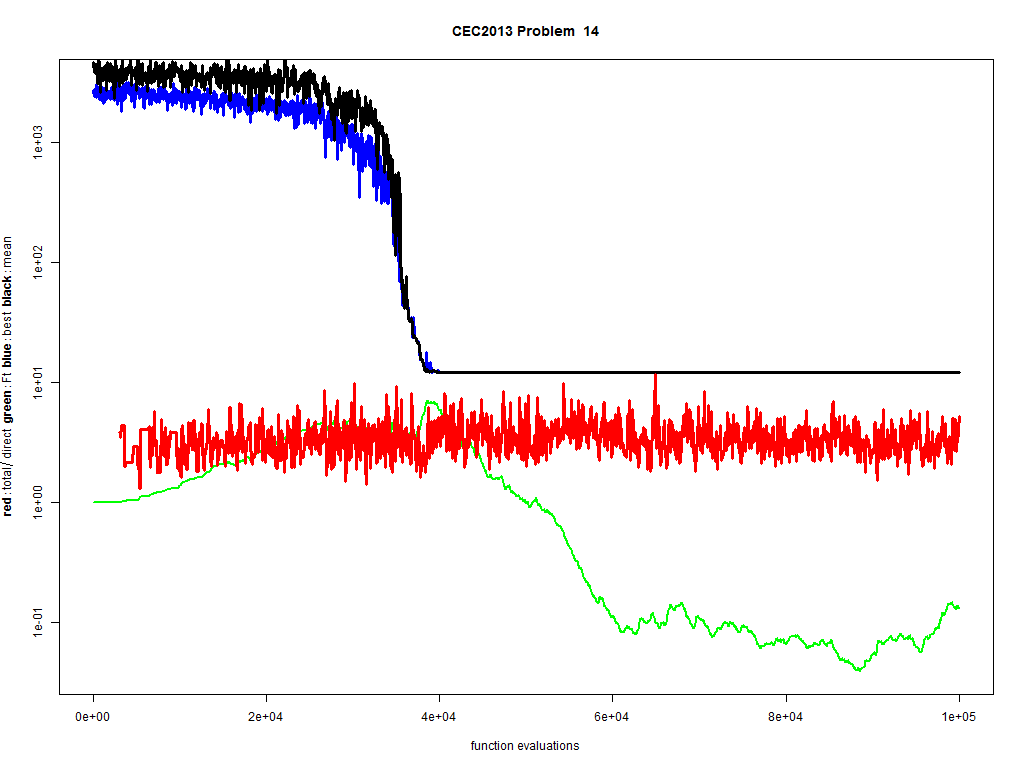 CEC2013 Problem  14
red : total/ direct  green : Ft  blue : best  black : mean
1e+03
1e+02
1e+01
1e+00
1e-01
0e+00 2e+04 4e+04 6e+04 8e+04 1e+05
function evaluations